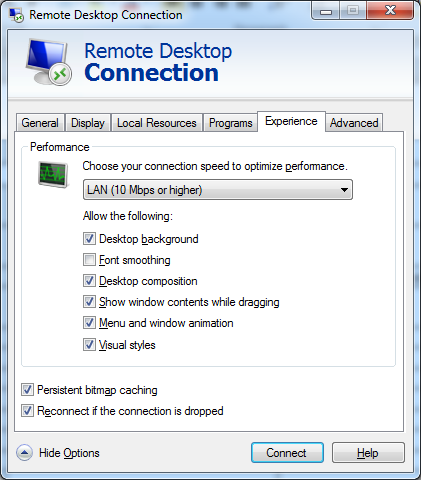 Remote Desktop Connection
Remote Desktop
Connection
General Display Local Resources Programs Experience Advanced
Performance
Choose your connection speed to optimize performance.
LAN (10 Mbps or higher)
Allow the following:
Desktop background
Font smoothing
Desktop composition
Show window contents while dragging
Menu and window animation
Visual styles
Persistent bitmap caching
Reconnect if the connection is dropped
Hide Options Connect Help